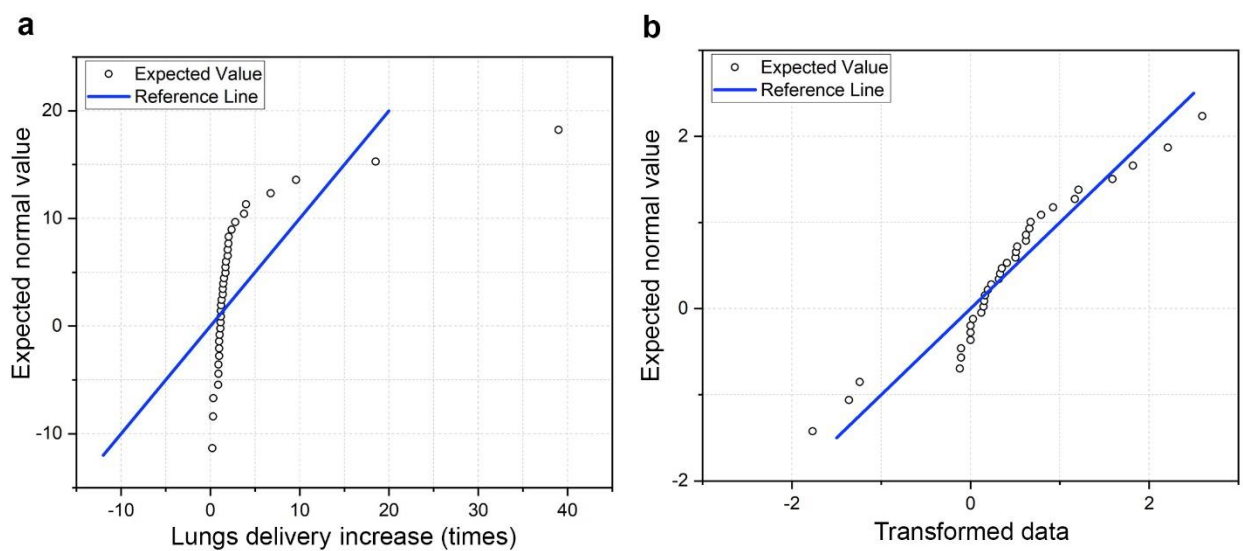 a
Expected Value
Reference Line
20
10
0
-10
Expected normal value
-10
0
10
20
30
40
Lungs delivery increase (times)
b
Expected Value
Reference Line
2
0
-2
Expected normal value
-2
0
2
Transformed data